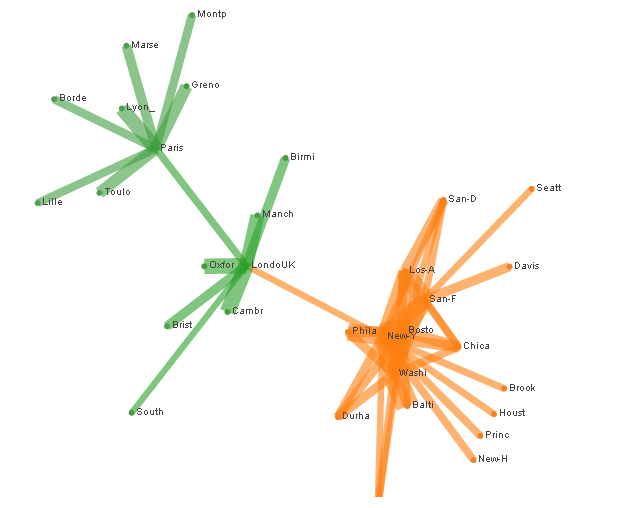 Montp
Marse
Greno
Borde
Lyon_
Paris
Birmi
Seatt
Toulo
San-D
Lille
Manch
Oxfor
LondoUK
Davis
Los-A
San-F
Cambr
Brist
Phila
Bosto
New-Y
Chica
Washi
Brook
Balti
South
Durha
Houst
Princ
New-H